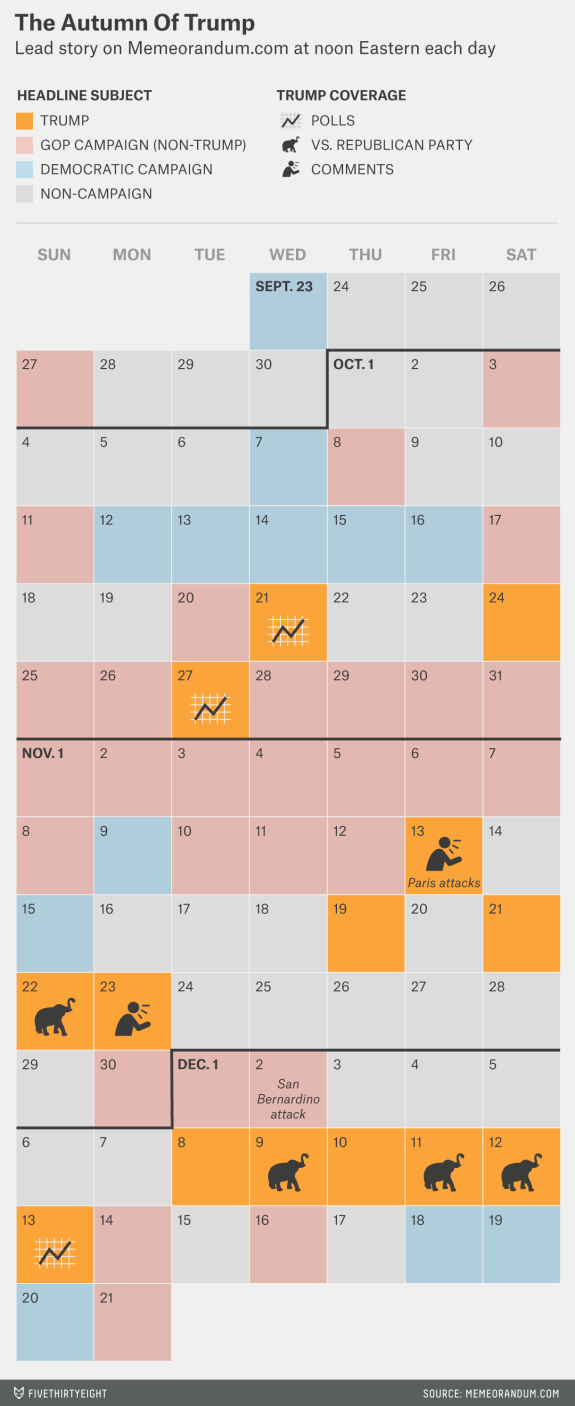 The Autumn Of Trump
Lead story on Memeorandum.com at noon Eastern each day
HEADLINE SUBJECT
TRUMP
GOP CAMPAIGN (NON-TRUMP)
DEMOCRATIC CAMPAIGN
NON-CAMPAIGN
TRUMP COVERAGE
POLLS
VS. REPUBLICAN PARTY
COMMENTS
SUN MON TUE WED THU FRI SAT
SEPT. 23 24 25 26
27 28 29 30 OCT. 1 2 3
4 5 6 7 8 9 10
11 12 13 14 15 16 17
18 19 20 21 22 23 24
25 26 27 28 29 30 31
NOV. 1 2 3 4 5 6 7
8 9 10 11 12 13 14
Paris attacks
15 16 17 18 19 20 21
22 23 24 25 26 27 28
29 30 DEC. 1 2 3 4 5
San
Bernardino
attack
6 7 8 9 10 11 12
13 14 15 16 17 18 19
20 21
FIVETHIRTYEIGHT SOURCE: MEMEORANDUM.COM